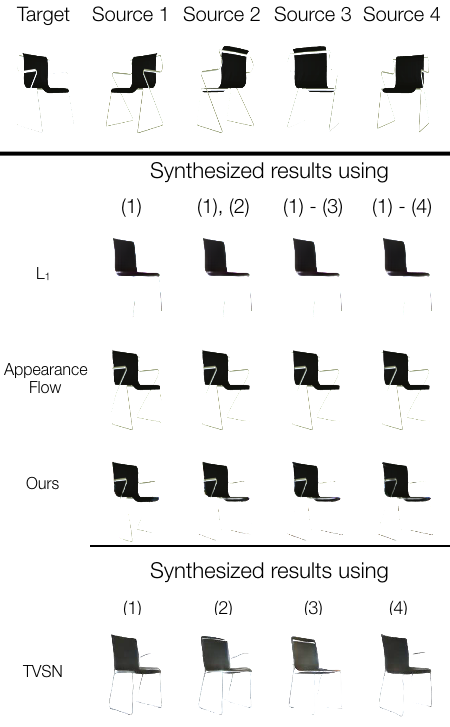 Target Source 1 Source 2 Source 3 Source 4
Synthesized results using
(1) (1), (2) (1) - (3) (1) - (4)
L₁
Appearance
Flow
Ours
Synthesized results using
(1) (2) (3) (4)
TVSN